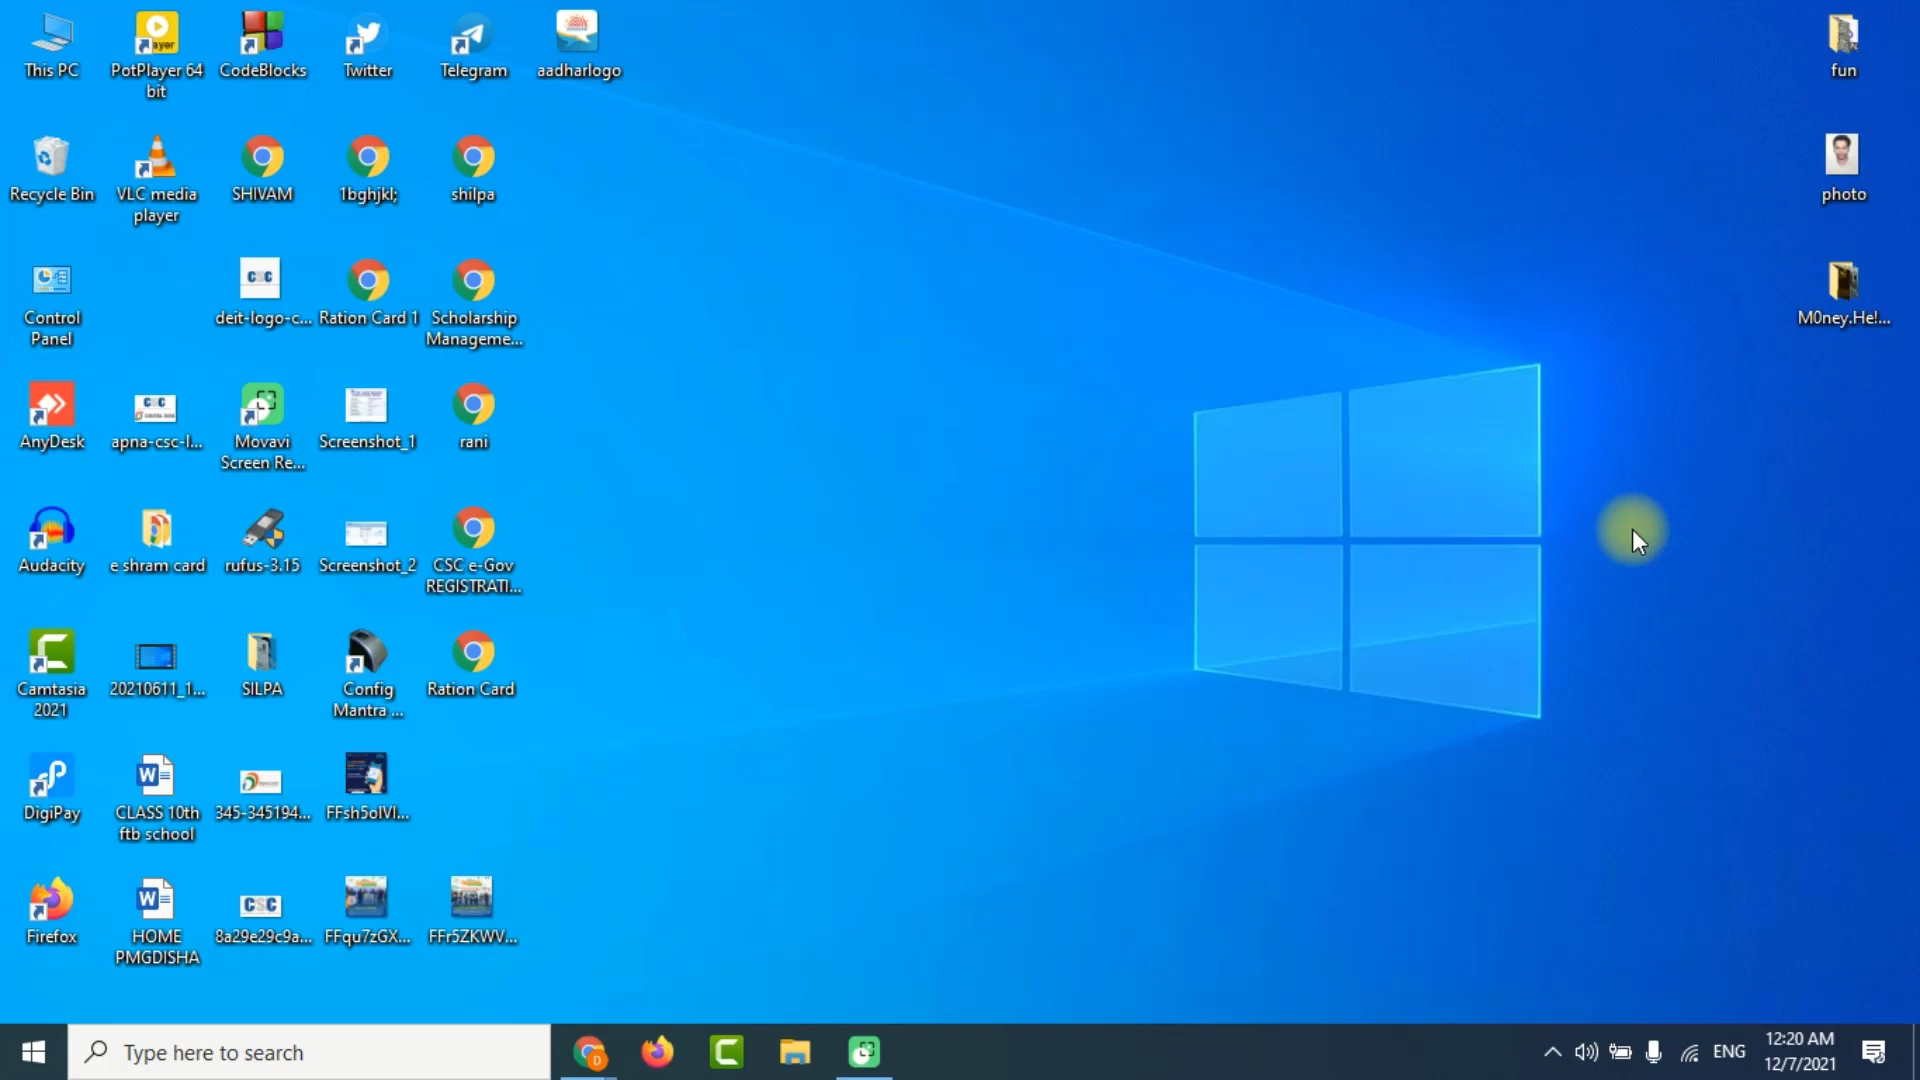 This PC
PotPlayer 64
bit
CodeBlocks
Twitter
Telegram
aadharlogo
fun
Recycle Bin
VLC media
player
SHIVAM
1bghjkl;
shilpa
photo
Control
Panel
CSC
deit-logo-c...
Ration Card 1
Scholarship
Manageme...
M0ney.He!...
AnyDesk
CSC
apna-csc-l...
Movavi
Screen Re...
Screenshot_1
rani
Audacity
e shram card
rufus-3.15
Screenshot_2
CSC e-Gov
REGISTRATI...
Camtasia
2021
20210611_1...
SILPA
Config
Mantra ...
Ration Card
DigiPay
CLASS 10th
ftb school
345-345194...
FFsh5olVI...
Firefox
HOME
PMGDISHA
CSC
8a29e29c9a...
FFqu7zGX...
FFr5ZKWV...
Type here to search
D
ENG
12:20 AM
12/7/2021